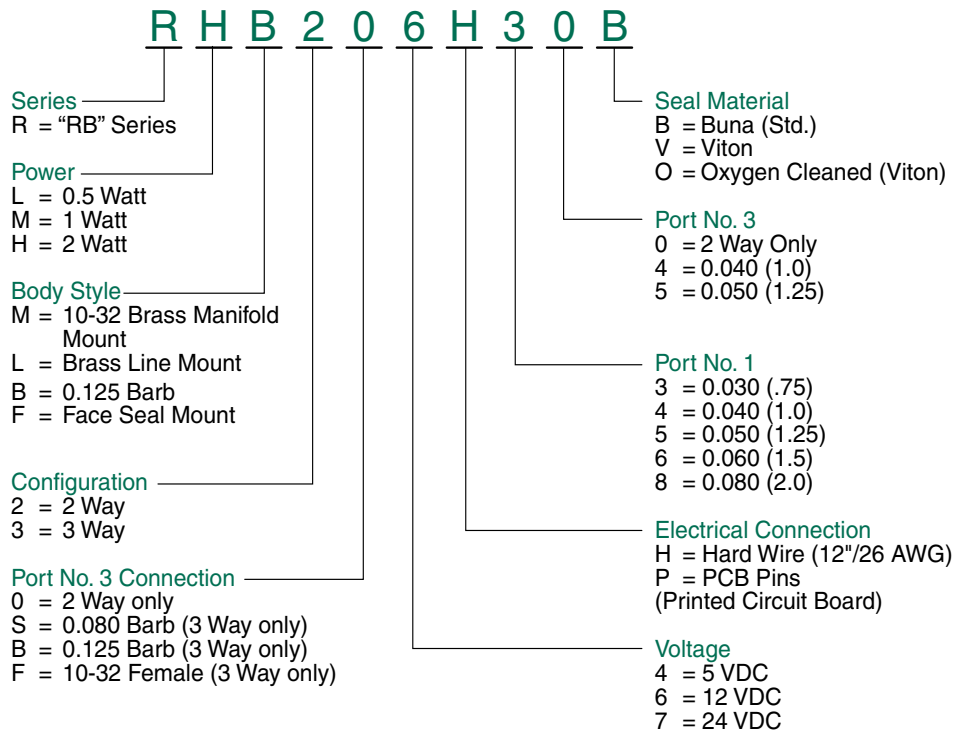 R H B 2 0 6 H 3 0 B
Series
R = “RB” Series
Power
L = 0.5 Watt
M = 1 Watt
H = 2 Watt
Body Style
M = 10-32 Brass Manifold
Mount
L = Brass Line Mount
B = 0.125 Barb
F = Face Seal Mount
Configuration
2 = 2 Way
3 = 3 Way
Port No. 3 Connection
0 = 2 Way only
S = 0.080 Barb (3 Way only)
B = 0.125 Barb (3 Way only)
F = 10-32 Female (3 Way only)
Seal Material
B = Buna (Std.)
V = Viton
O = Oxygen Cleaned (Viton)
Port No. 3
0 = 2 Way Only
4 = 0.040 (1.0)
5 = 0.050 (1.25)
Port No. 1
3 = 0.030 (.75)
4 = 0.040 (1.0)
5 = 0.050 (1.25)
6 = 0.060 (1.5)
8 = 0.080 (2.0)
Electrical Connection
H = Hard Wire (12"/26 AWG)
P = PCB Pins
(Printed Circuit Board)
Voltage
4 = 5 VDC
6 = 12 VDC
7 = 24 VDC